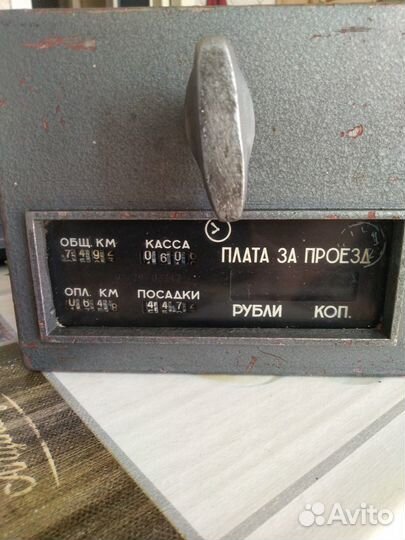 ОБЩ. КМ КАССА
ПЛАТА ЗА ПРОЕЗД
ОПЛ. КМ ПОСАДКИ
РУБЛИ КОП.
Avito